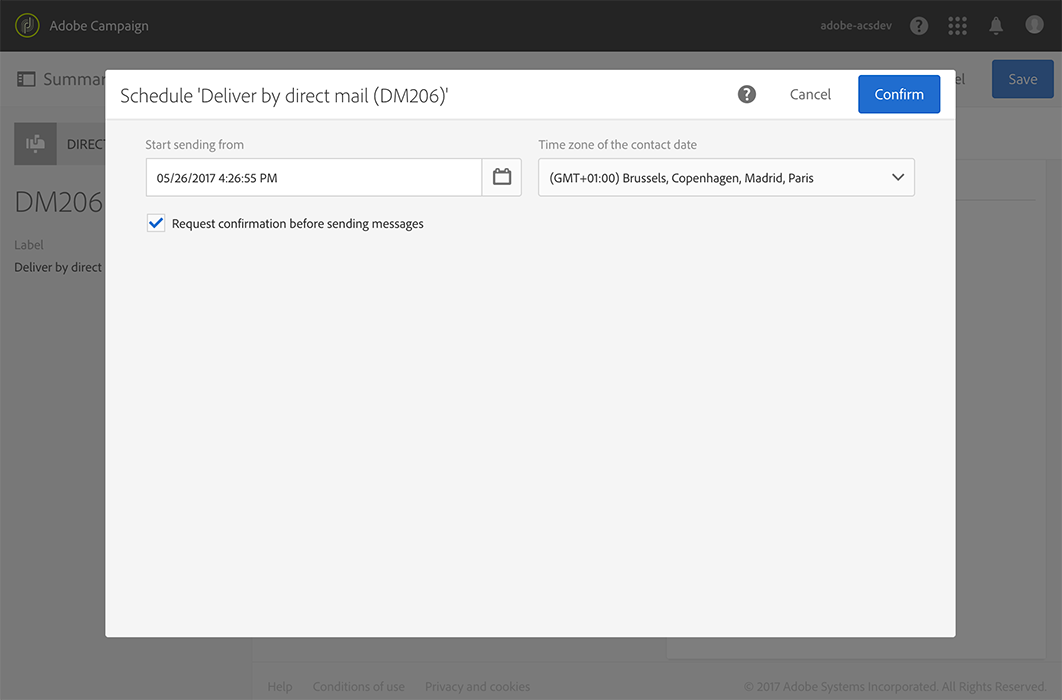 Adobe Campaign
adobe-acsdev
Save
Schedule 'Deliver by direct mail (DM206)'
Cancel
Confirm
DM206
Label
Deliver by direct
Start sending from
Time zone of the contact date
05/26/2017 4:26:55 PM
(GMT+01:00) Brussels, Copenhagen, Madrid, Paris
Request confirmation before sending messages
Help
Conditions of use
Privacy and cookies
© 2017 Adobe Systems Incorporated. All Rights Reserved.